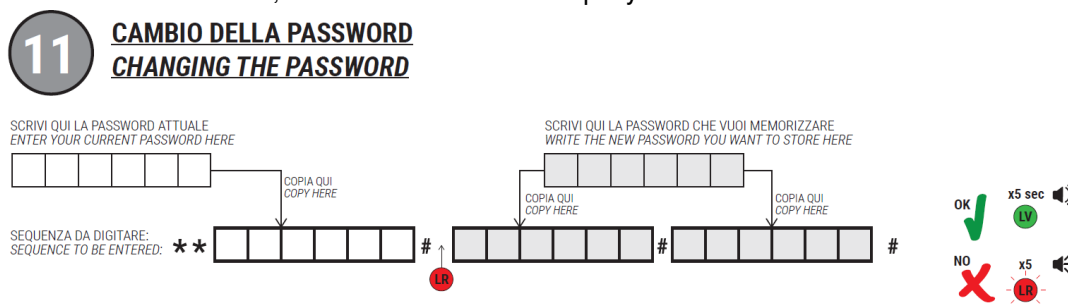 11
CAMBIO DELLA PASSWORD
CHANGING THE PASSWORD
SCRIVI QUI LA PASSWORD ATTUALE
ENTER YOUR CURRENT PASSWORD HERE
SCRIVI QUI LA PASSWORD CHE VUOI MEMORIZZARE
WRITE THE NEW PASSWORD YOU WANT TO STORE HERE
COPIA QUI
COPY HERE
COPIA QUI
COPY HERE
COPIA QUI
COPY HERE
SEQUENZA DA DIGITARE:
SEQUENCE TO BE ENTERED:
** # # #
LR
OK
x5 sec
LV
NO
x5
LR